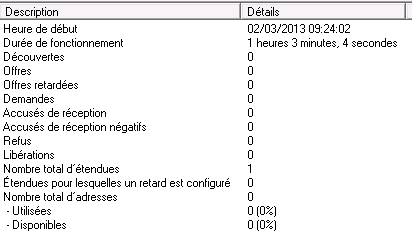 Description Détails
Heure de début 02/03/2013 09:24:02
Durée de fonctionnement 1 heures 3 minutes, 4 secondes
Découvertes 0
Offres 0
Offres retardées 0
Demandes 0
Accusés de réception 0
Accusés de réception négatifs 0
Refus 0
Libérations 0
Nombre total d´étendues 1
Étendues pour lesquelles un retard est configuré 0
Nombre total d´adresses 0
- Utilisées 0 (0%)
- Disponibles 0 (0%)